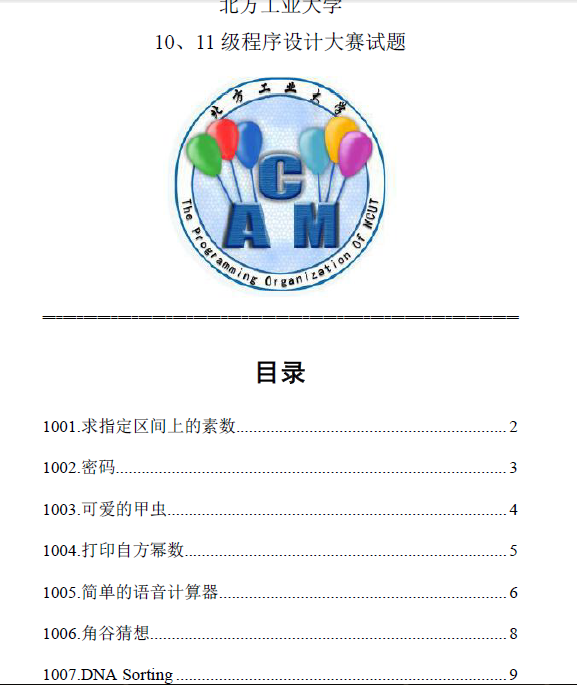 北方工业大学
10、11 级程序设计大赛试题
北方工业大学
C
A M
The Programming Organization Of NCUT
目录
1001.求指定区间上的素数 2
1002.密码 3
1003.可爱的甲虫 4
1004.打印自方幂数 5
1005.简单的语音计算器 6
1006.角谷猜想 8
1007.DNA Sorting 9